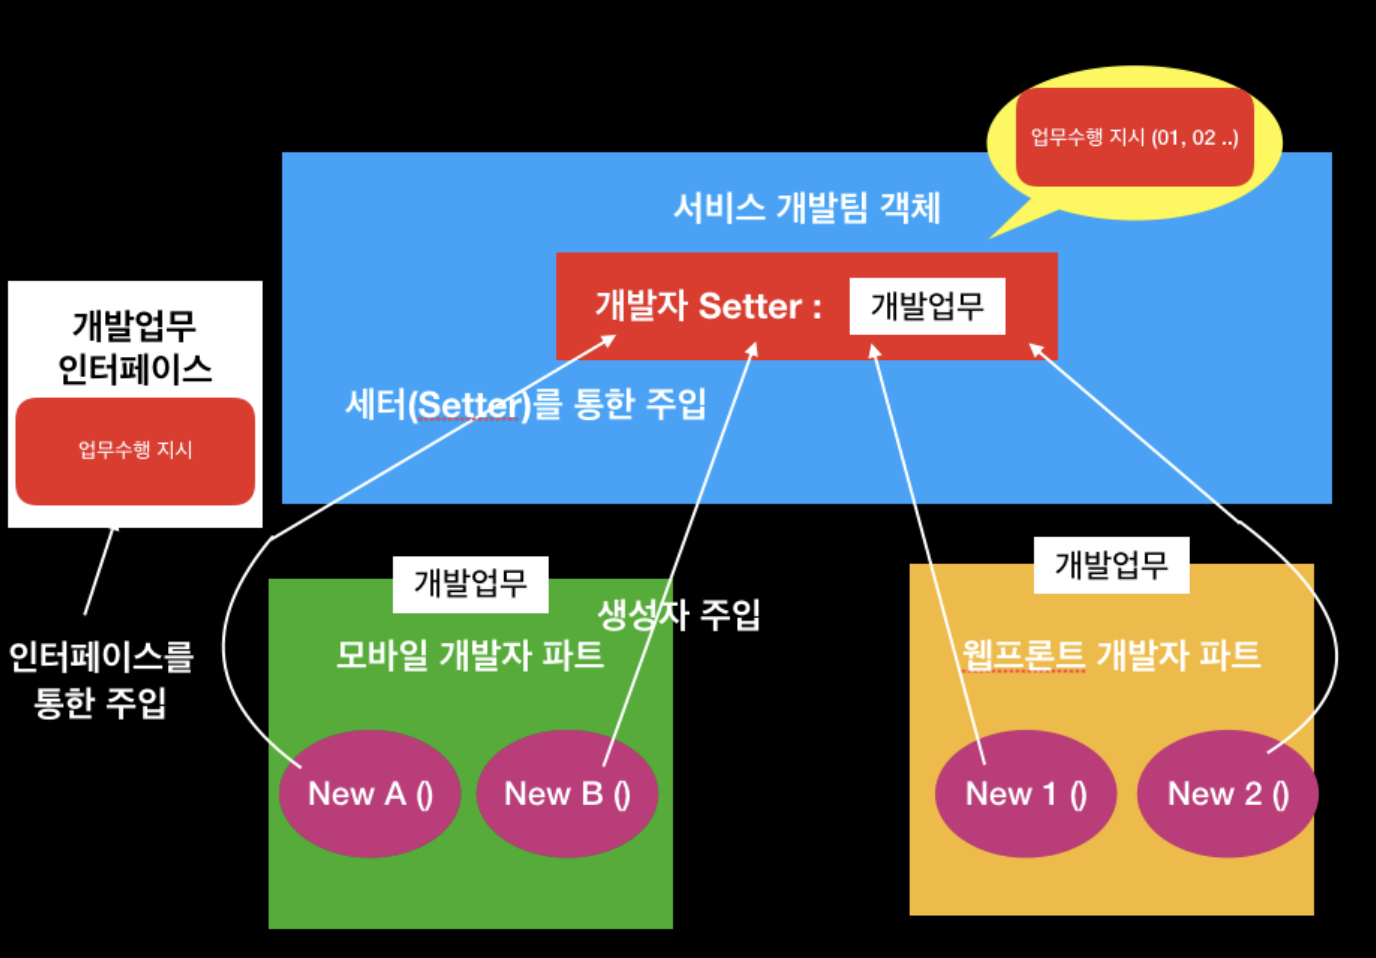 업무수행 지시 (01, 02 ..)
서비스 개발팀 객체
개발자 Setter :
개발업무
세터(Setter)를 통한 주입
개발업무
인터페이스
업무수행 지시
인터페이스를
통한 주입
개발업무
생성자 주입
모바일 개발자 파트
New A ()
New B ()
개발업무
웹프론트 개발자 파트
New 1 ()
New 2 ()